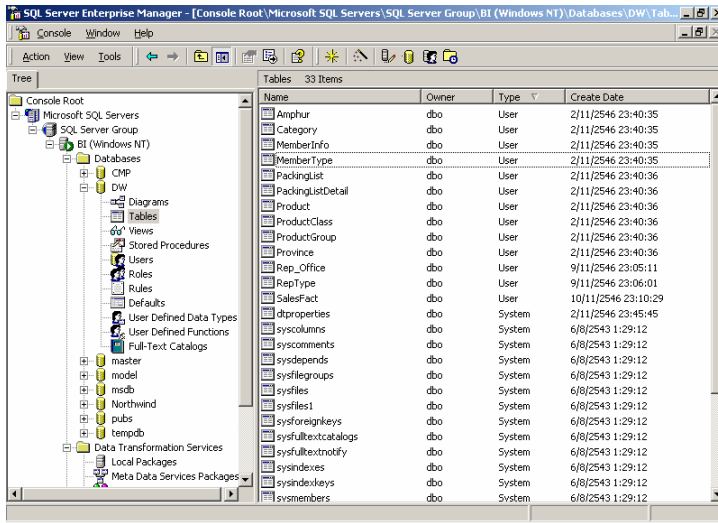 SQL Server Enterprise Manager - [Console Root\Microsoft SQL Servers\SQL Server Group\BI (Windows NT)\Databases\DW\Tab...
Console Window Help
Action View Tools
Tree
Tables 33 Items
Console Root
Microsoft SQL Servers
SQL Server Group
BI (Windows NT)
Databases
CMP
DW
Diagrams
Tables
Views
Stored Procedures
Users
Roles
Rules
Defaults
User Defined Data Types
User Defined Functions
Full-Text Catalogs
master
model
msdb
Northwind
pubs
tempdb
Data Transformation Services
Local Packages
Meta Data Services Packages
Name Owner Type Create Date
Amphur dbo User 2/11/2546 23:40:35
Category dbo User 2/11/2546 23:40:35
MemberInfo dbo User 2/11/2546 23:40:35
MemberType dbo User 2/11/2546 23:40:35
PackingList dbo User 2/11/2546 23:40:36
PackingListDetail dbo User 2/11/2546 23:40:36
Product dbo User 2/11/2546 23:40:36
ProductClass dbo User 2/11/2546 23:40:36
ProductGroup dbo User 2/11/2546 23:40:36
Province dbo User 2/11/2546 23:40:36
Rep_Office dbo User 9/11/2546 23:05:11
RepType dbo User 9/11/2546 23:06:01
SalesFact dbo User 10/11/2546 23:10:29
dtproperties dbo System 2/11/2546 23:45:45
syscolumns dbo System 6/8/2543 1:29:12
syscomments dbo System 6/8/2543 1:29:12
sysdepends dbo System 6/8/2543 1:29:12
sysfilegroups dbo System 6/8/2543 1:29:12
sysfiles dbo System 6/8/2543 1:29:12
sysfiles1 dbo System 6/8/2543 1:29:12
sysforeignkeys dbo System 6/8/2543 1:29:12
sysfulltextcatalogs dbo System 6/8/2543 1:29:12
sysfulltextnotify dbo System 6/8/2543 1:29:12
sysindexes dbo System 6/8/2543 1:29:12
sysindexkeys dbo System 6/8/2543 1:29:12
sysmembers dbo System 6/8/2543 1:29:12